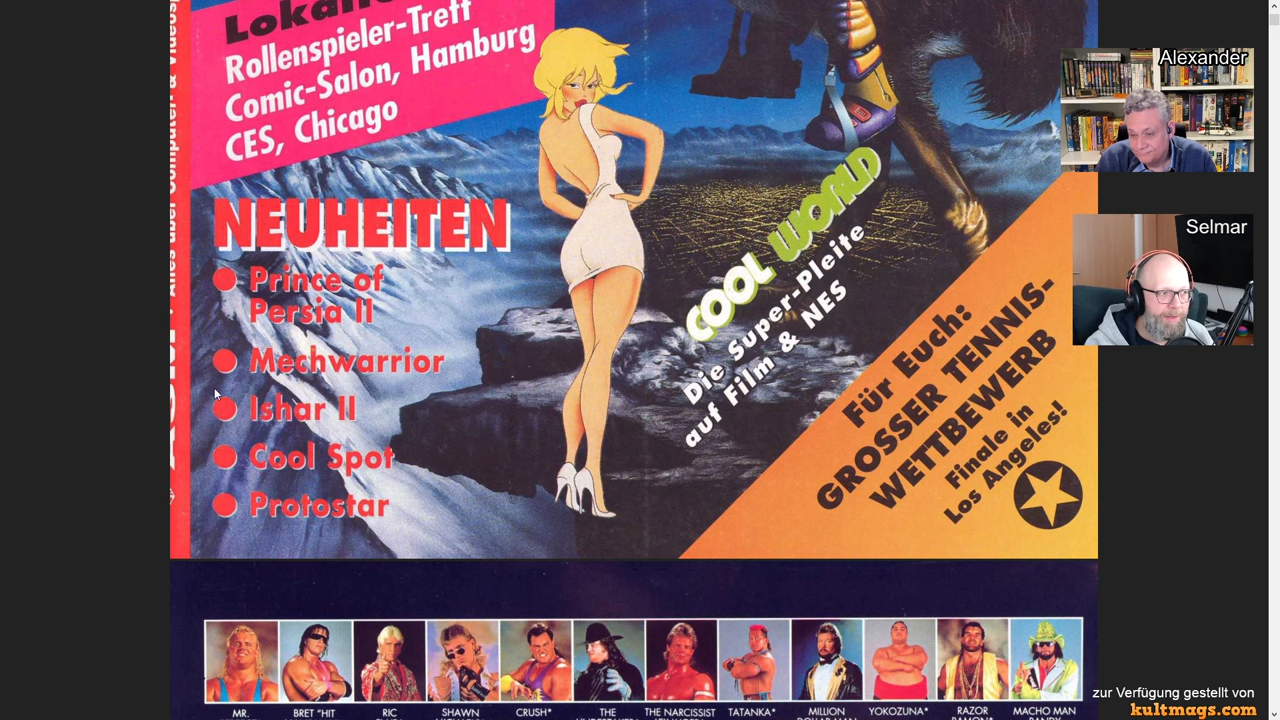 Rollenspieler-Treff
Comic-Salon, Hamburg
CES, Chicago
NEUHEITEN
Prince of
Persia II
Mechwarrior
Ishar II
Cool Spot
Protostar
COOL WORLD
Die Super-Pleite
auf Film & NES
Für Euch:
GROSSER TENNIS-
WETTBEWERB
Finale in
Los Angeles!
Alexander
Selmar
MR.
BRET "HIT
RIC
SHAWN
CRUSH*
THE
THE NARCISSIST
TATANKA*
MILLION
YOKOZUNA*
RAZOR
MACHO MAN
zur Verfügung gestellt von
kultmags.com